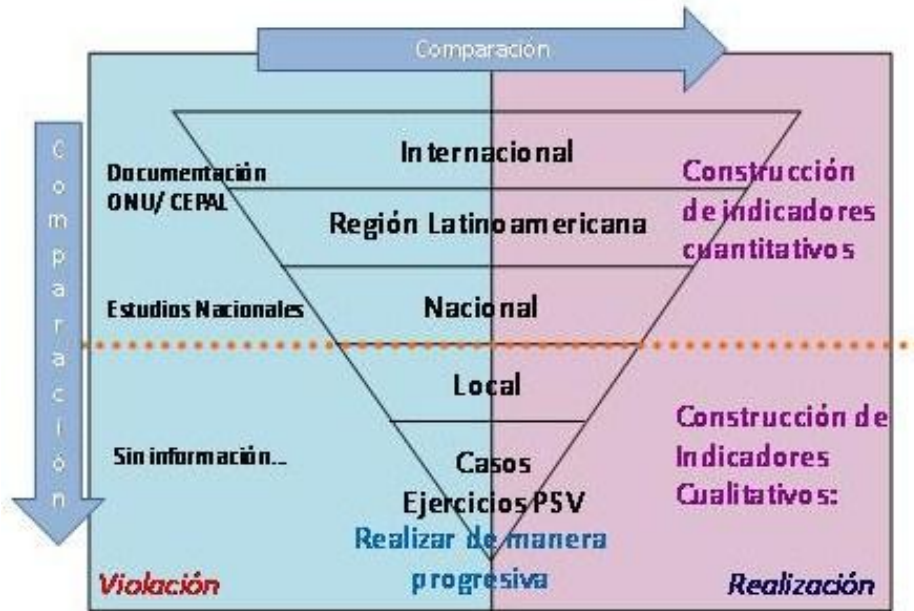 Comparación
Comparación
Documentación
ONU/ CEPAL
Internacional
Construcción
de indicadores
cuantitativos
Región Latinoamericana
Estudios Nacionales
Nacional
Local
Sin información...
Construcción de
Indicadores
Cualitativos:
Casos
Ejercicios PSV
Realizar de manera
progresiva
Violación
Realización